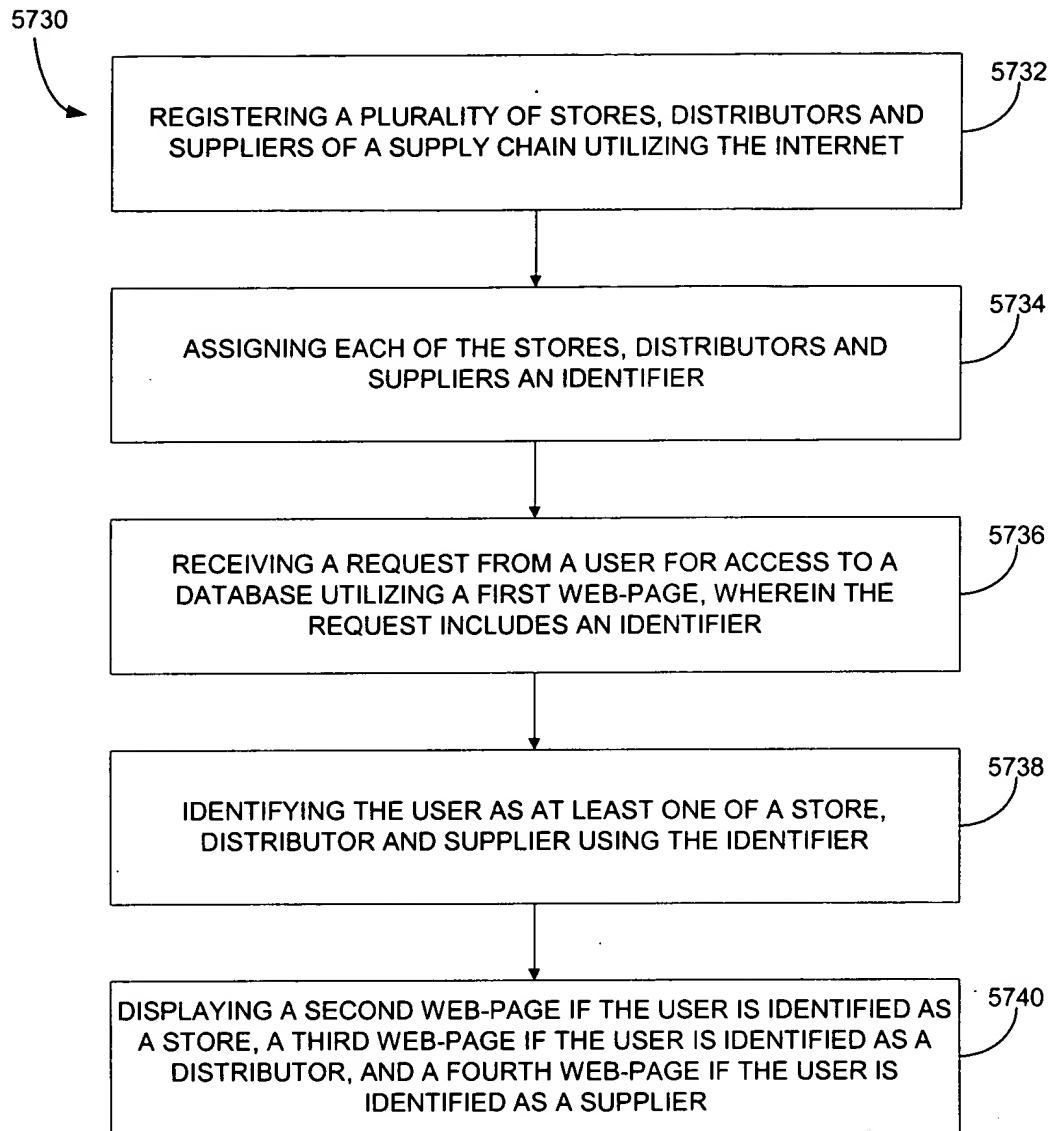 5730
5732
REGISTERING A PLURALITY OF STORES, DISTRIBUTORS AND
SUPPLIERS OF A SUPPLY CHAIN UTILIZING THE INTERNET
5734
ASSIGNING EACH OF THE STORES, DISTRIBUTORS AND
SUPPLIERS AN IDENTIFIER
5736
RECEIVING A REQUEST FROM A USER FOR ACCESS TO A
DATABASE UTILIZING A FIRST WEB-PAGE, WHEREIN THE
REQUEST INCLUDES AN IDENTIFIER
5738
IDENTIFYING THE USER AS AT LEAST ONE OF A STORE,
DISTRIBUTOR AND SUPPLIER USING THE IDENTIFIER
5740
DISPLAYING A SECOND WEB-PAGE IF THE USER IS IDENTIFIED AS
A STORE, A THIRD WEB-PAGE IF THE USER IS IDENTIFIED AS A
DISTRIBUTOR, AND A FOURTH WEB-PAGE IF THE USER IS
IDENTIFIED AS A SUPPLIER